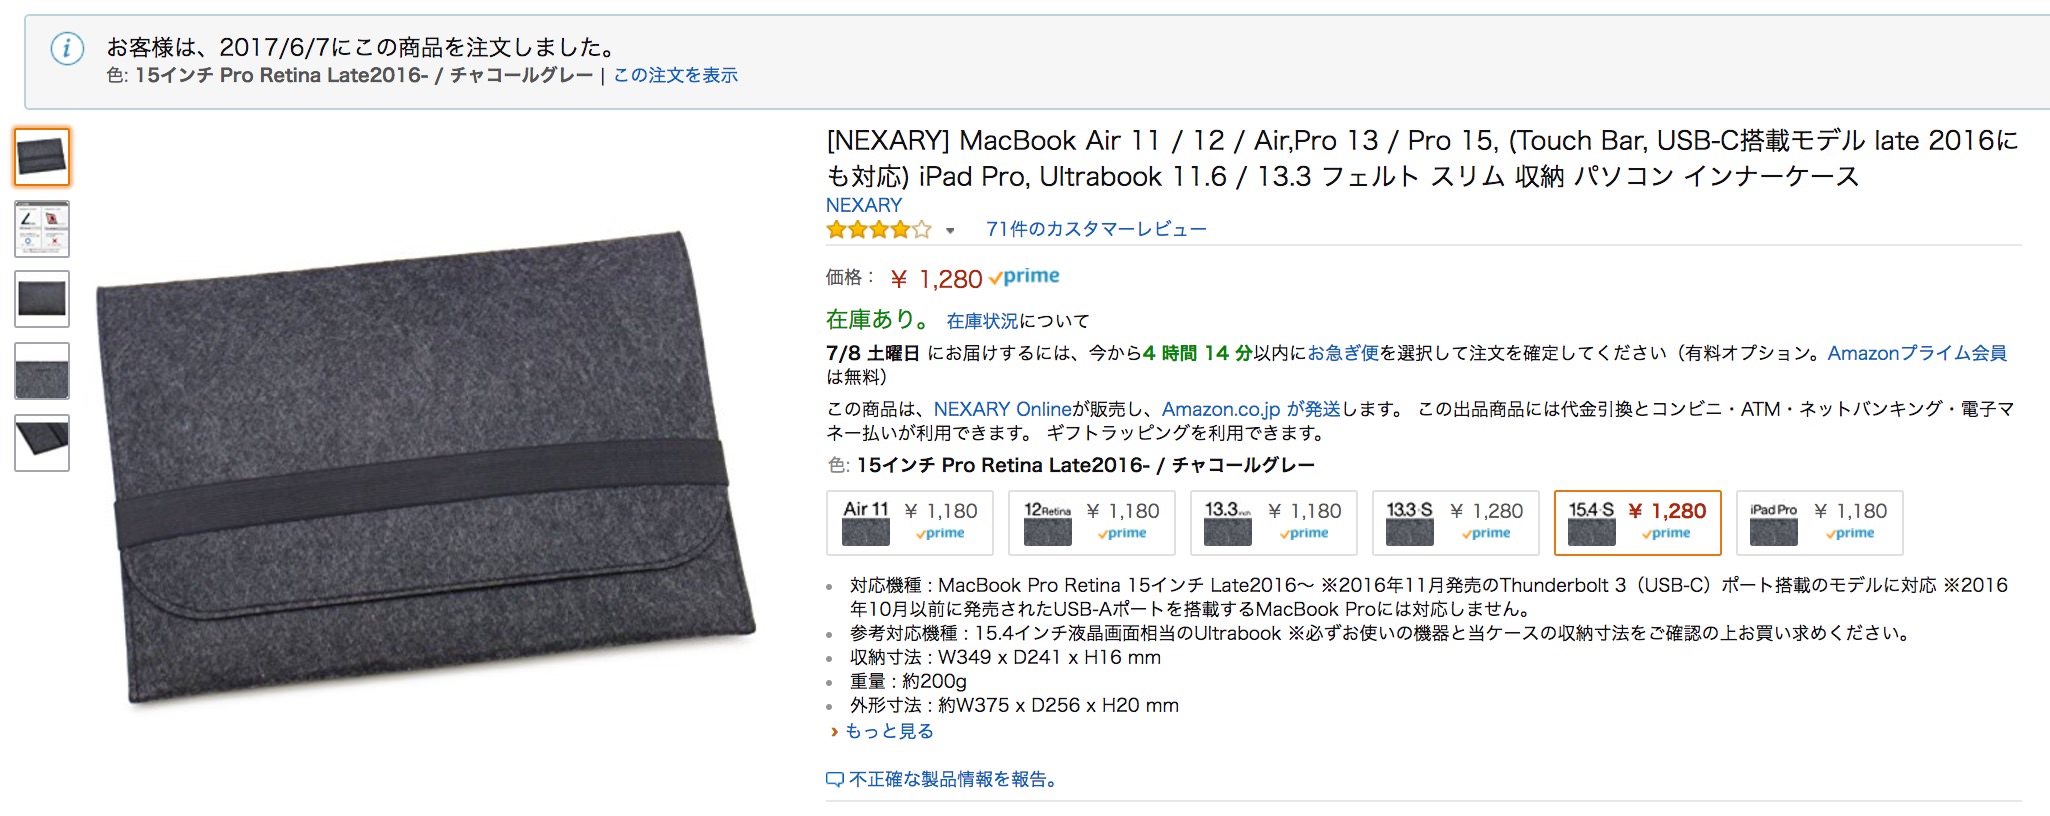 お客様は、2017/6/7にこの商品を注文しました。
色: 15インチ Pro Retina Late2016- / チャコールグレー | この注文を表示
[NEXARY] MacBook Air 11 / 12 / Air,Pro 13 / Pro 15, (Touch Bar, USB-C搭載モデル late 2016に
も対応) iPad Pro, Ultrabook 11.6 / 13.3 フェルト スリム 収納 パソコン インナーケース
NEXARY
71件のカスタマーレビュー
価格： ￥ 1,280 prime
在庫あり。 在庫状況について
7/8 土曜日 にお届けするには、今から4 時間 14 分以内にお急ぎ便を選択して注文を確定してください（有料オプション。Amazonプライム会員
は無料）
この商品は、NEXARY Onlineが販売し、Amazon.co.jp が発送します。 この出品商品には代金引換とコンビニ・ATM・ネットバンキング・電子マ
ネー払いが利用できます。 ギフトラッピングを利用できます。
色: 15インチ Pro Retina Late2016- / チャコールグレー
Air 11 ￥ 1,180 prime
12Retina ￥ 1,180 prime
13.3inch ￥ 1,180 prime
13.3-S ￥ 1,280 prime
15.4-S ￥ 1,280 prime
iPad Pro ￥ 1,180 prime
対応機種 : MacBook Pro Retina 15インチ Late2016〜 ※2016年11月発売のThunderbolt 3（USB-C）ポート搭載のモデルに対応 ※2016
年10月以前に発売されたUSB-Aポートを搭載するMacBook Proには対応しません。
参考対応機種 : 15.4インチ液晶画面相当のUltrabook ※必ずお使いの機器と当ケースの収納寸法をご確認の上お買い求めください。
収納寸法 : W349 x D241 x H16 mm
重量 : 約200g
外形寸法 : 約W375 x D256 x H20 mm
もっと見る
不正確な製品情報を報告。